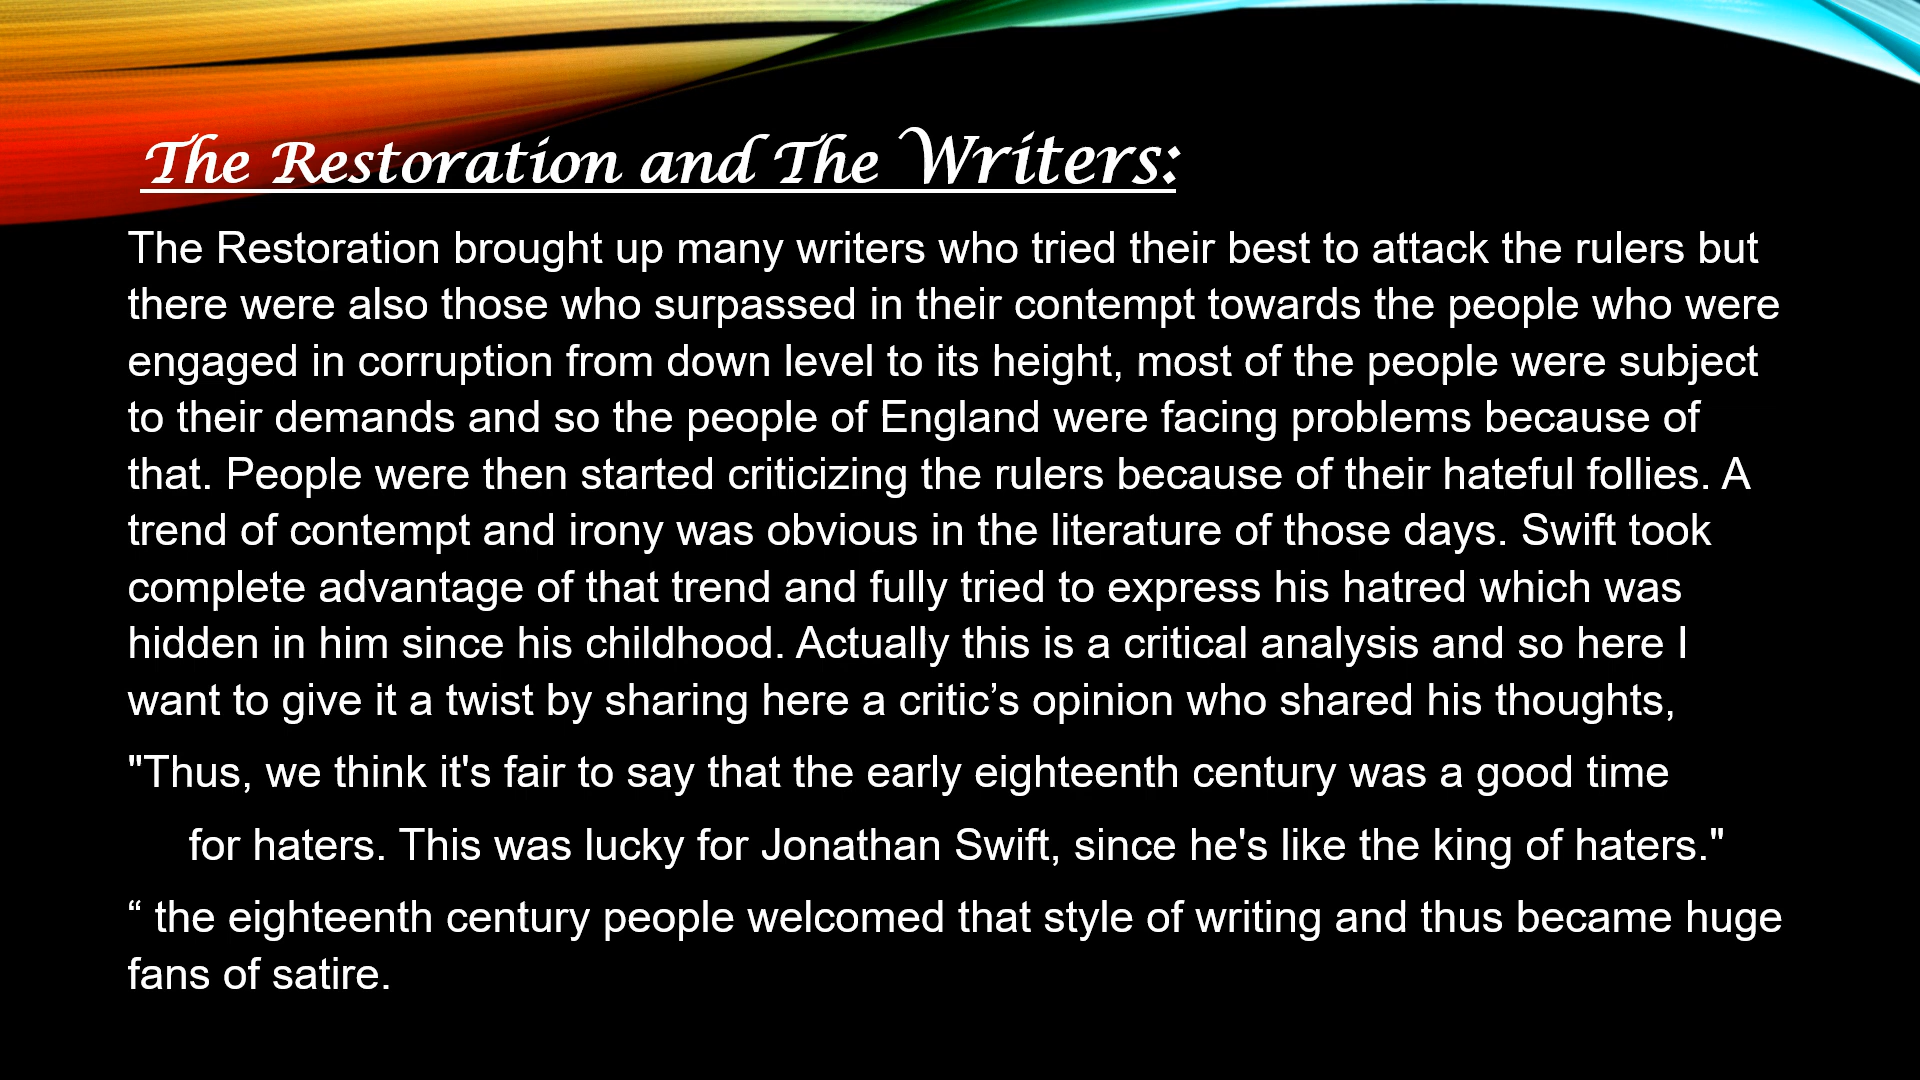 The Restoration and The Writers:
The Restoration brought up many writers who tried their best to attack the rulers but
there were also those who surpassed in their contempt towards the people who were
engaged in corruption from down level to its height, most of the people were subject
to their demands and so the people of England were facing problems because of
that. People were then started criticizing the rulers because of their hateful follies. A
trend of contempt and irony was obvious in the literature of those days. Swift took
complete advantage of that trend and fully tried to express his hatred which was
hidden in him since his childhood. Actually this is a critical analysis and so here I
want to give it a twist by sharing here a critic’s opinion who shared his thoughts,
"Thus, we think it's fair to say that the early eighteenth century was a good time
for haters. This was lucky for Jonathan Swift, since he's like the king of haters."
“ the eighteenth century people welcomed that style of writing and thus became huge
fans of satire.